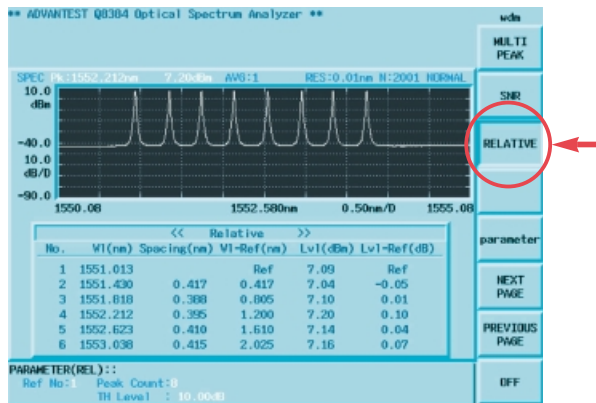 ** ADVANTEST Q8384 Optical Spectrum Analyzer **
wdm
MULTI
PEAK
SPEC Pk:1552.212nm 7.20dBm AVG:1 RES:0.01nm N:2001 NORMAL
10.0
dBm
SNR
-40.0
RELATIVE
10.0
dB/D
-90.0
1550.08 1552.580nm 0.50nm/D 1555.08
<< Relative >>
No. Wl(nm) Spacing(nm) Wl-Ref(nm) Lvl(dBm) Lvl-Ref(dB)
parameter
1 1551.013 Ref 7.09 Ref
2 1551.430 0.417 0.417 7.04 -0.05
3 1551.818 0.388 0.805 7.10 0.01
4 1552.212 0.395 1.200 7.20 0.10
5 1552.623 0.410 1.610 7.14 0.04
6 1553.038 0.415 2.025 7.16 0.07
NEXT
PAGE
PREVIOUS
PAGE
PARAMETER(REL)::
Ref No:1 Peak Count:8
TH Level : 10.00dB
OFF